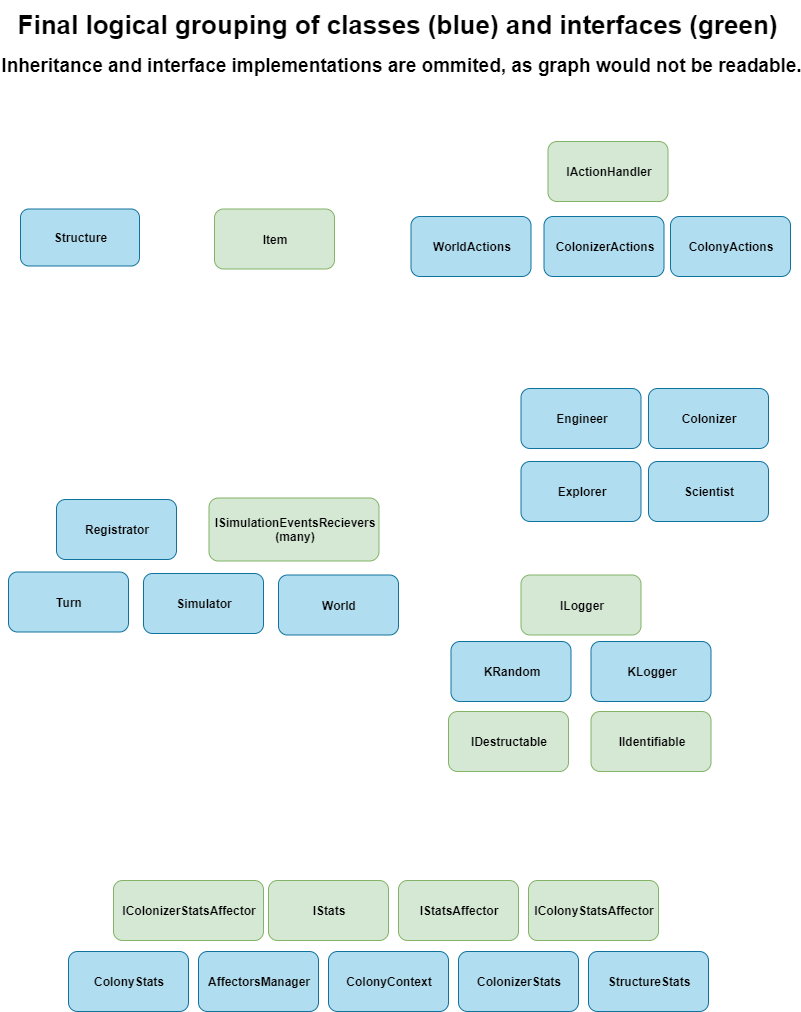 Final logical grouping of classes (blue) and interfaces (green)
Inheritance and interface implementations are ommited, as graph would not be readable.
IActionHandler
Structure
Item
WorldActions
ColonizerActions
ColonyActions
Engineer
Colonizer
Explorer
Scientist
Registrator
ISimulationEventsRecievers
(many)
Turn
Simulator
World
ILogger
KRandom
KLogger
IDestructable
IIdentifiable
IColonizerStatsAffector
IStats
IStatsAffector
IColonyStatsAffector
ColonyStats
AffectorsManager
ColonyContext
ColonizerStats
StructureStats